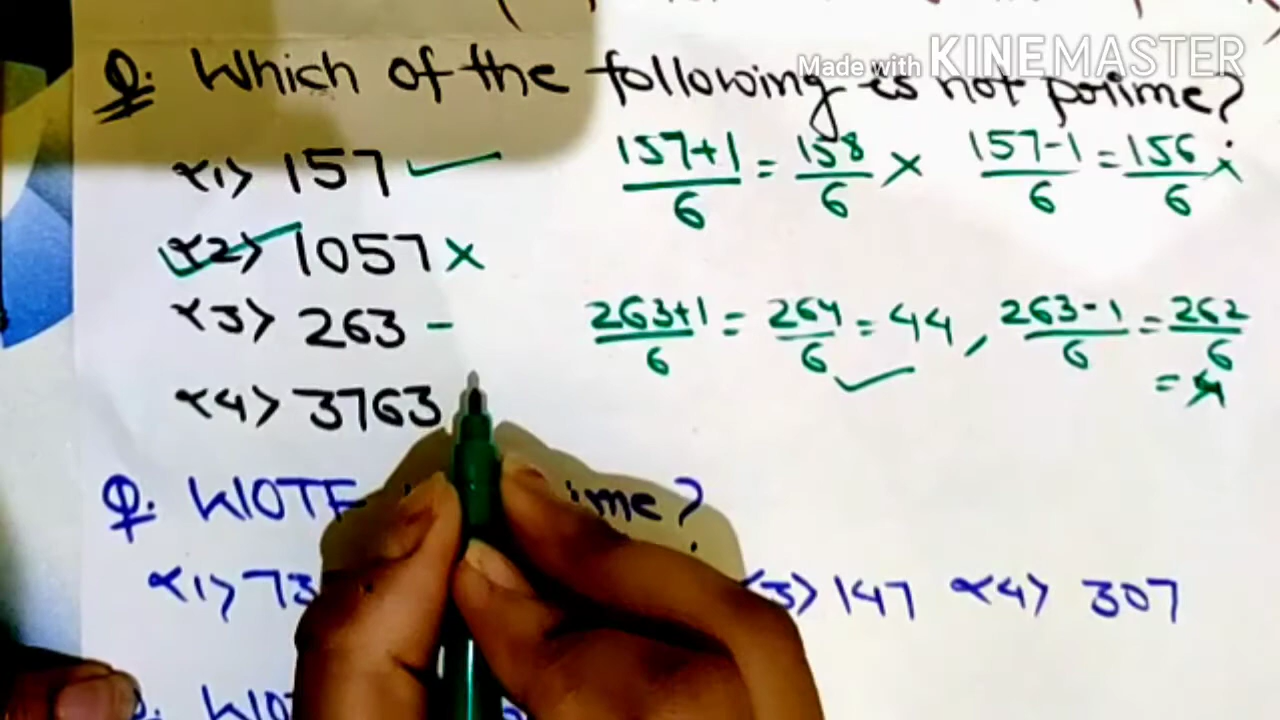 Made with KINEMASTER
Q. Which of the following is not prime?
<1> 157 ✓ 157+1/6 = 158/6 × 157-1/6 = 156/6 ×
<2> 1057 ×
<3> 263 - 263+1/6 = 264/6 = 44, 263-1/6 = 262/6
<4> 3763
Q. WOTF ? 
<1> 73 <3> 147 <4> 307